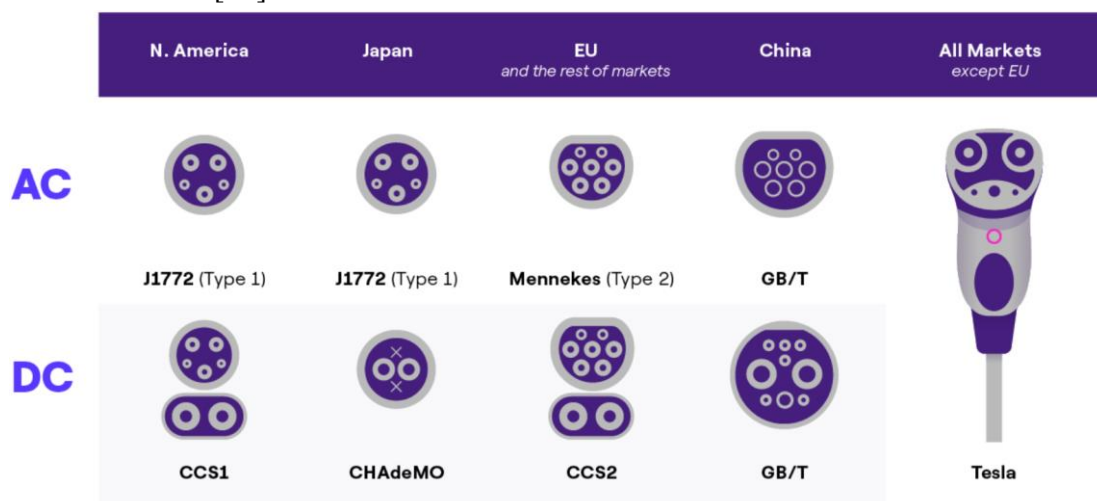 N. America
Japan
EU
and the rest of markets
China
All Markets
except EU
AC
J1772 (Type 1)
J1772 (Type 1)
Mennekes (Type 2)
GB/T
DC
CCS1
CHAdeMO
CCS2
GB/T
Tesla